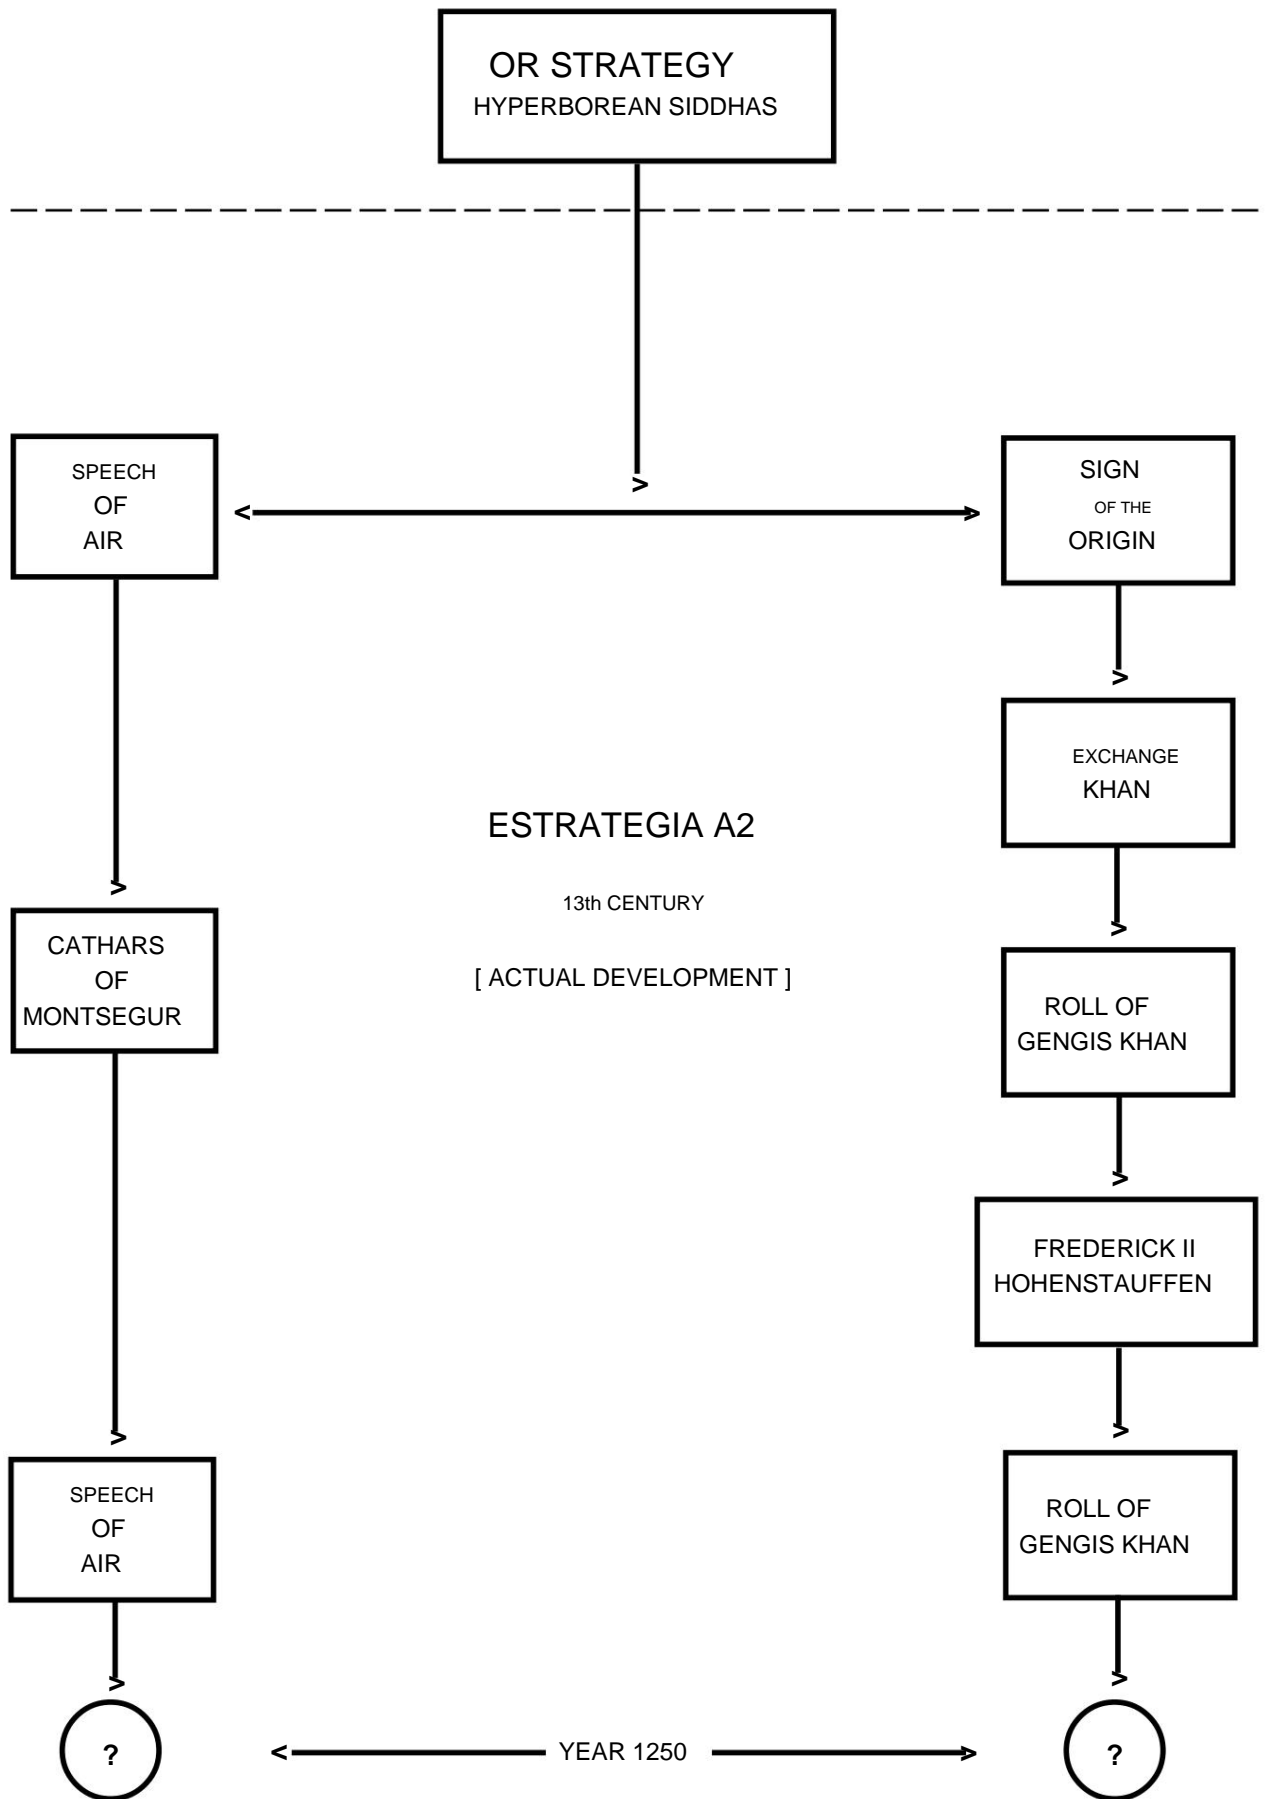 OR STRATEGY
HYPERBOREAN SIDDHAS
SPEECH
OF
AIR
SIGN
OF THE
ORIGIN
EXCHANGE
KHAN
ESTRATEGIA A2
13th CENTURY
[ ACTUAL DEVELOPMENT ]
CATHARS
OF
MONTSEGUR
ROLL OF
GENGIS KHAN
FREDERICK II
HOHENSTAUFFEN
SPEECH
OF
AIR
ROLL OF
GENGIS KHAN
?
YEAR 1250
?